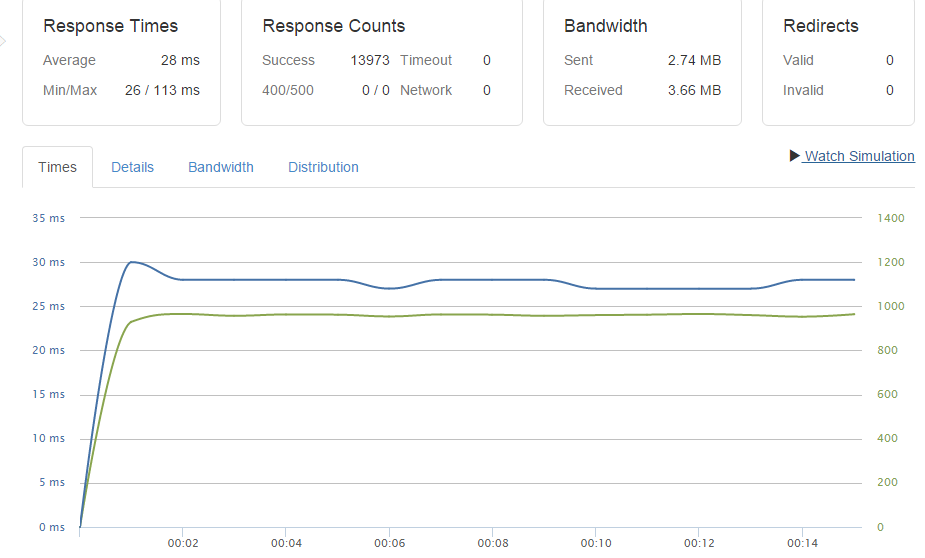 Response Times
Average 28 ms
Min/Max 26 / 113 ms
Response Counts
Success 13973 Timeout 0
400/500 0 / 0 Network 0
Bandwidth
Sent 2.74 MB
Received 3.66 MB
Redirects
Valid 0
Invalid 0
Watch Simulation
Times Details Bandwidth Distribution
35 ms 1400
30 ms 1200
25 ms 1000
20 ms 800
15 ms 600
10 ms 400
5 ms 200
0 ms 0
00:02 00:04 00:06 00:08 00:10 00:12 00:14